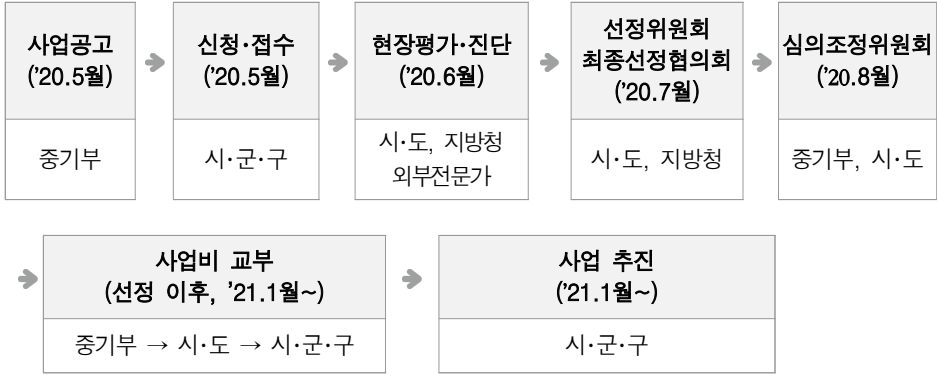 사업공고
('20.5월)
중기부
신청·접수
('20.5월)
시·군·구
현장평가·진단
('20.6월)
시·도, 지방청
외부전문가
선정위원회
최종선정협의회
('20.7월)
시·도, 지방청
심의조정위원회
('20.8월)
중기부, 시·도
사업비 교부
(선정 이후, '21.1월~)
중기부 → 시·도 → 시·군·구
사업 추진
('21.1월~)
시·군·구